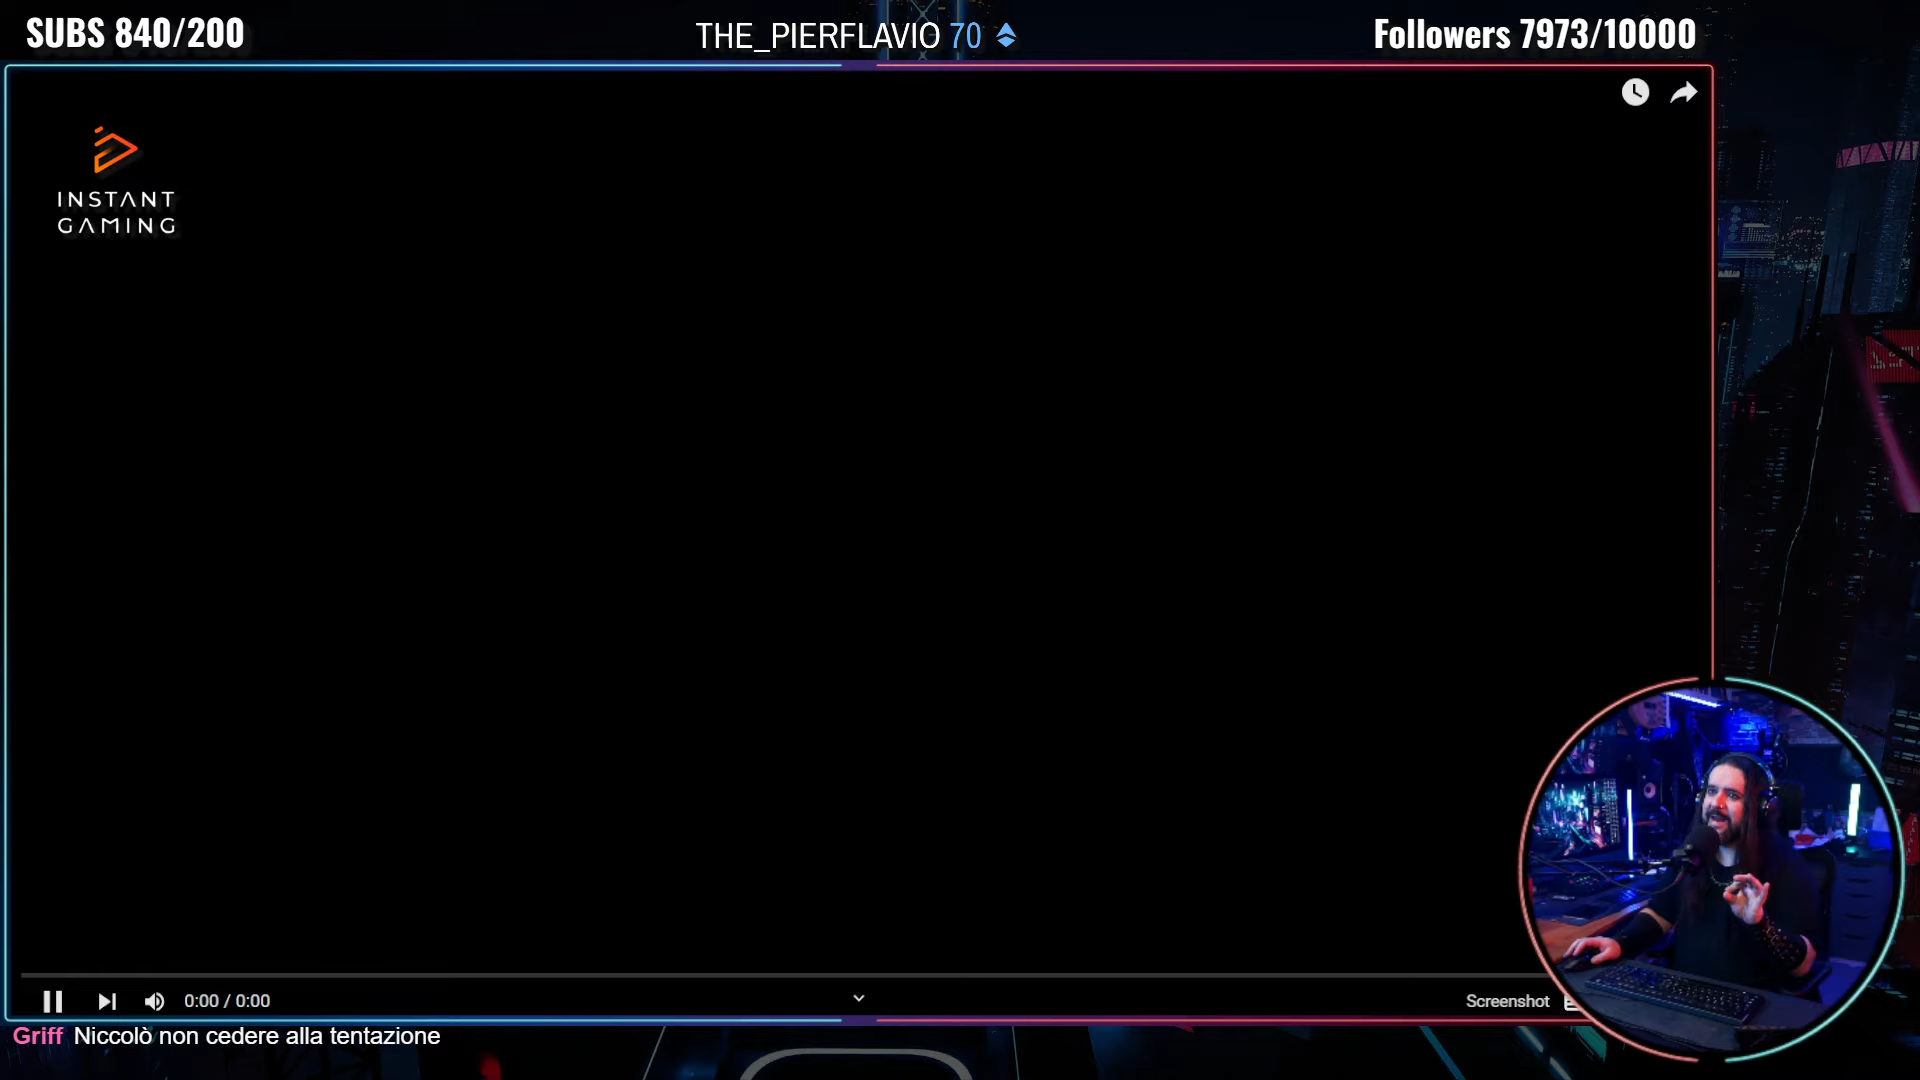 SUBS 840/200
THE_PIERFLAVIO 70
Followers 7973/10000
INSTANT
GAMING
0:00 / 0:00
Screenshot
Griff Niccolò non cedere alla tentazione